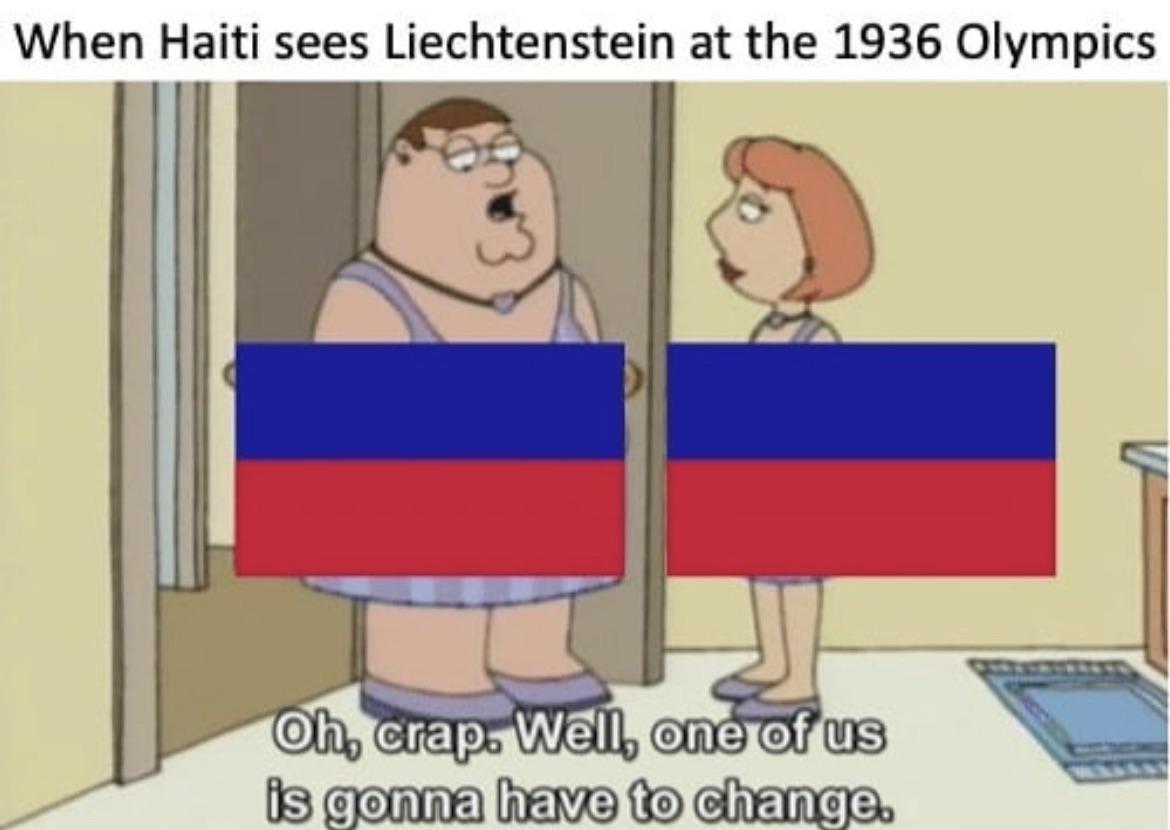 When Haiti sees Liechtenstein at the 1936 Olympics
Oh, crap. Well, one of us
is gonna have to change.